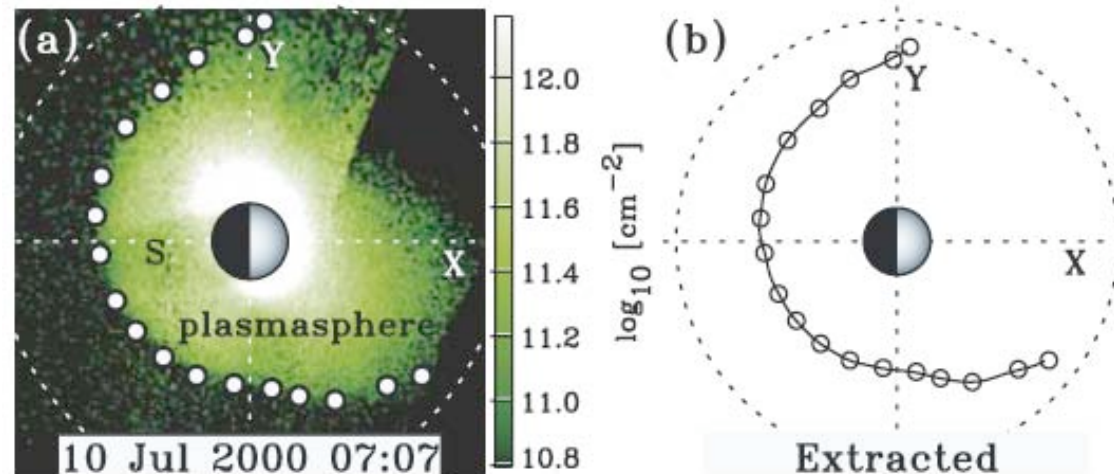 (a)
Y
S
X
plasmasphere
10 Jul 2000 07:07
12.0
11.8
11.6
11.4
11.2
11.0
10.8
log10 [cm−2]
(b)
Y
X
Extracted